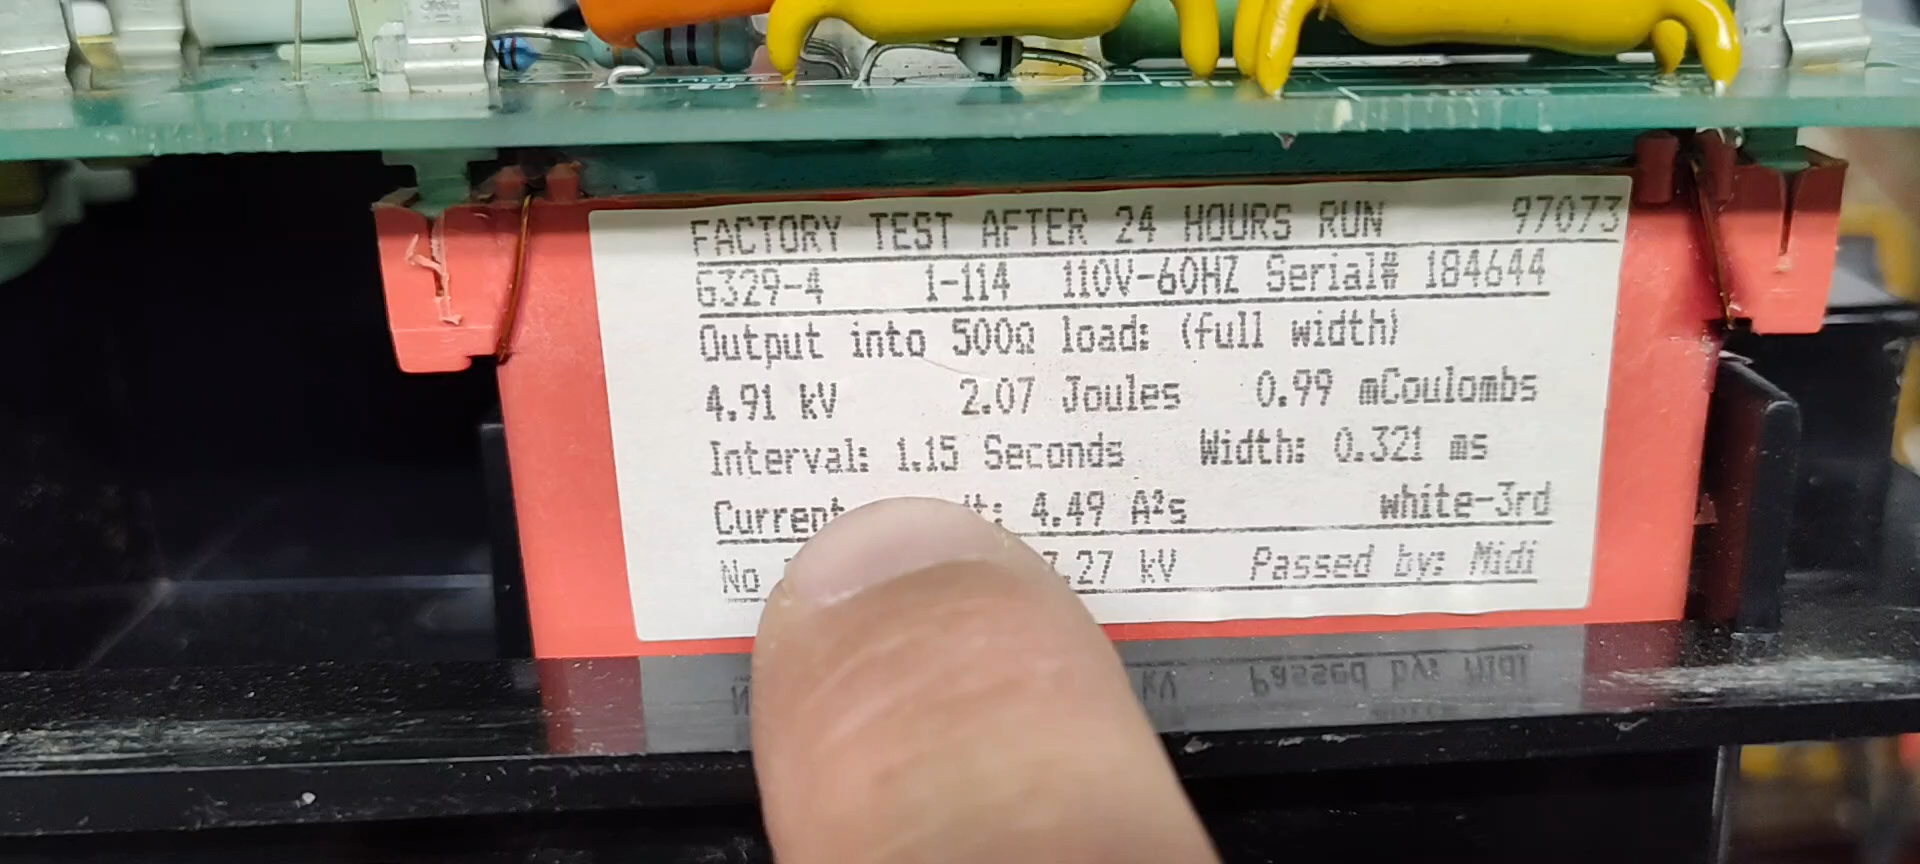 FACTORY TEST AFTER 24 HOURS RUN 97073
G329-4 1-114 110V-60HZ Serial# 184644
Output into 500Ω load: (full width)
4.91 kV 2.07 Joules 0.99 mCoulombs
Interval: 1.15 Seconds Width: 0.321 ms
Current 4.49 A²s white-3rd
No .27 kV Passed by: Midi